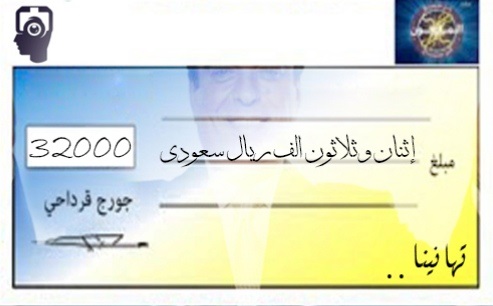 مبلغ إثنان وثلاثون الف ريال سعودى 32000
جورج قرداحي
تهانينا ..